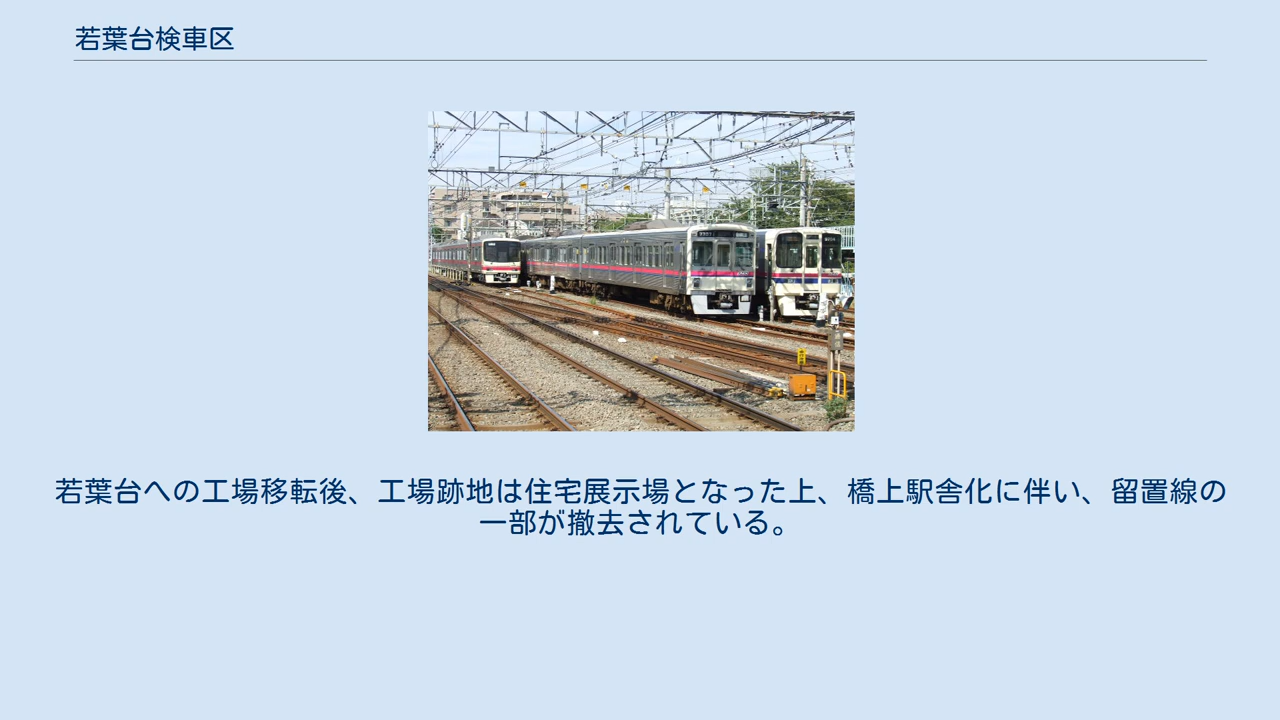 若葉台検車区
若葉台への工場移転後、工場跡地は住宅展示場となった上、橋上駅舎化に伴い、留置線の
一部が撤去されている。